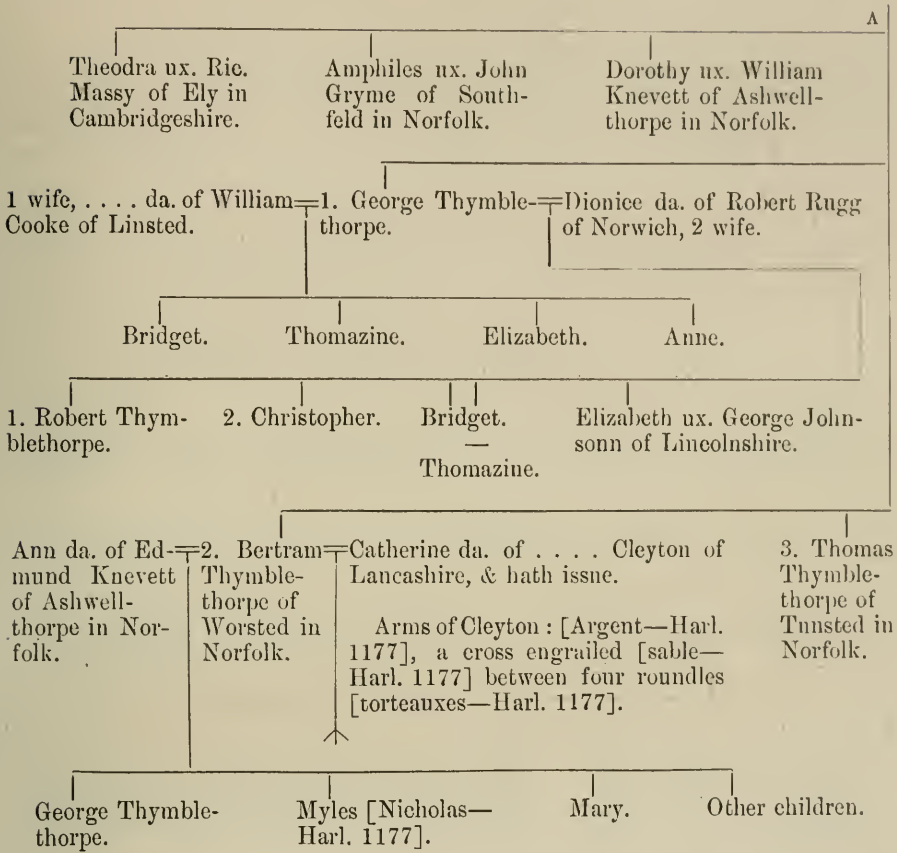 A
Theodra ux. Ric.
Massy of Ely in
Cambridgeshire.
Amphiles ux. John
Gryme of South-
feld in Norfolk.
Dorothy ux. William
Knevett of Ashwell-
thorpe in Norfolk.
1 wife, . . . . da. of William
Cooke of Linsted.
1. George Thymble-
thorpe.
Dionice da. of Robert Rugg
of Norwich, 2 wife.
Bridget. Thomazine. Elizabeth. Anne.
1. Robert Thym-
blethorpe.
2. Christopher.
Bridget.
—
Thomazine.
Elizabeth ux. George John-
sonn of Lincolnshire.
Ann da. of Ed-
mund Knevett
of Ashwell-
thorpe in Nor-
folk.
2. Bertram
Thymble-
thorpe of
Worsted in
Norfolk.
Catherine da. of . . . . Cleyton of
Lancashire, & hath issue.
Arms of Cleyton : [Argent—Harl.
1177], a cross engrailed [sable—
Harl. 1177] between four roundles
[torteauxes—Harl. 1177].
3. Thomas
Thymble-
thorpe of
Tunsted in
Norfolk.
George Thymble-
thorpe.
Myles [Nicholas—
Harl. 1177].
Mary.
Other children.